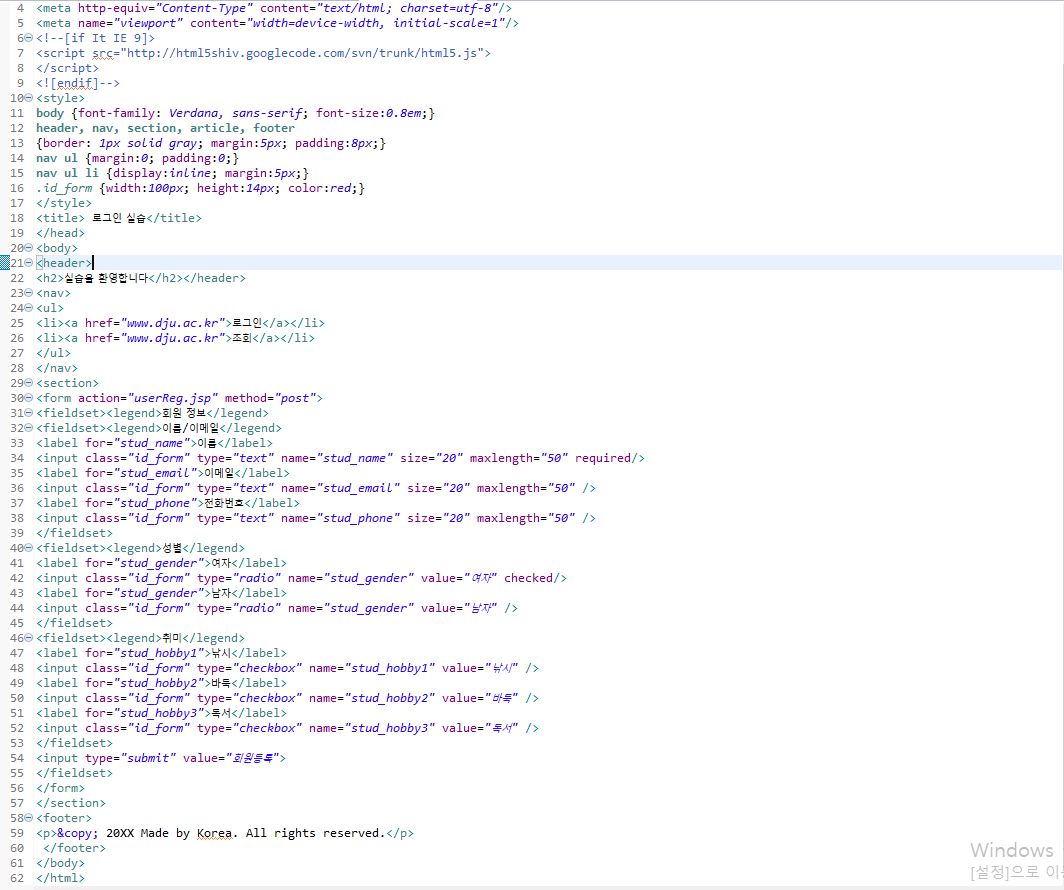 4 <meta http-equiv="Content-Type" content="text/html; charset=utf-8"/>
5 <meta name="viewport" content="width=device-width, initial-scale=1"/>
6 <!--[if It IE 9]>
7 <script src="http://html5shiv.googlecode.com/svn/trunk/html5.js">
8 </script>
9 <![endif]-->
10 <style>
11 body {font-family: Verdana, sans-serif; font-size:0.8em;}
12 header, nav, section, article, footer
13 {border: 1px solid gray; margin:5px; padding:8px;}
14 nav ul {margin:0; padding:0;}
15 nav ul li {display:inline; margin:5px;}
16 .id_form {width:100px; height:14px; color:red;}
17 </style>
18 <title> 로그인 실습</title>
19 </head>
20 <body>
21 <header>
22 <h2>실습을 환영합니다</h2></header>
23 <nav>
24 <ul>
25 <li><a href="www.dju.ac.kr">로그인</a></li>
26 <li><a href="www.dju.ac.kr">조회</a></li>
27 </ul>
28 </nav>
29 <section>
30 <form action="userReg.jsp" method="post">
31 <fieldset><legend>회원 정보</legend>
32 <fieldset><legend>이름/이메일</legend>
33 <label for="stud_name">이름</label>
34 <input class="id_form" type="text" name="stud_name" size="20" maxlength="50" required/>
35 <label for="stud_email">이메일</label>
36 <input class="id_form" type="text" name="stud_email" size="20" maxlength="50" />
37 <label for="stud_phone">전화번호</label>
38 <input class="id_form" type="text" name="stud_phone" size="20" maxlength="50" />
39 </fieldset>
40 <fieldset><legend>성별</legend>
41 <label for="stud_gender">여자</label>
42 <input class="id_form" type="radio" name="stud_gender" value="여자" checked/>
43 <label for="stud_gender">남자</label>
44 <input class="id_form" type="radio" name="stud_gender" value="남자" />
45 </fieldset>
46 <fieldset><legend>취미</legend>
47 <label for="stud_hobby1">낚시</label>
48 <input class="id_form" type="checkbox" name="stud_hobby1" value="낚시" />
49 <label for="stud_hobby2">바둑</label>
50 <input class="id_form" type="checkbox" name="stud_hobby2" value="바둑" />
51 <label for="stud_hobby3">독서</label>
52 <input class="id_form" type="checkbox" name="stud_hobby3" value="독서" />
53 </fieldset>
54 <input type="submit" value="회원등록">
55 </fieldset>
56 </form>
57 </section>
58 <footer>
59 <p>&copy; 20XX Made by Korea. All rights reserved.</p>
60 </footer>
61 </body>
62 </html>
Windows
[설정]으로 이